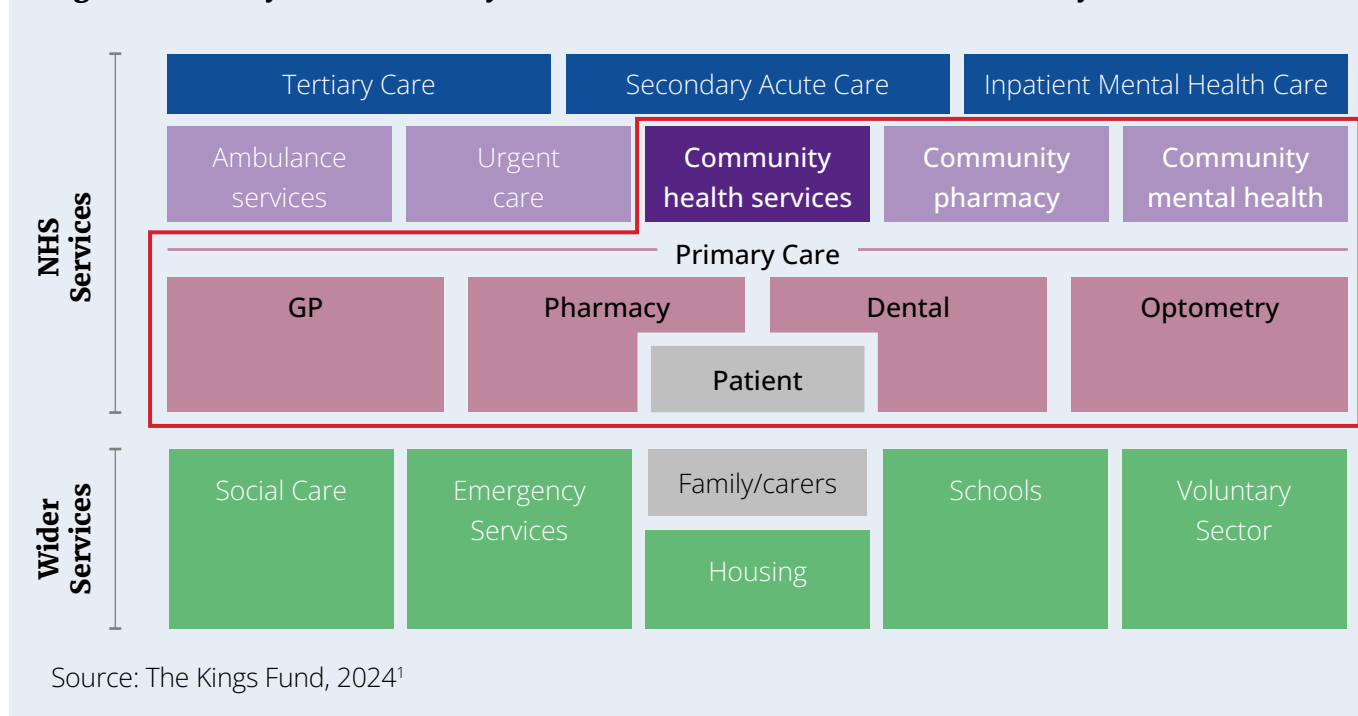 Tertiary Care
Secondary Acute Care
Inpatient Mental Health Care
Ambulance
services
Urgent
care
Community
health services
Community
pharmacy
Community
mental health
NHS
Services
Primary Care
GP
Pharmacy
Dental
Optometry
Patient
Wider
Services
Social Care
Emergency
Services
Family/carers
Housing
Schools
Voluntary
Sector
Source: The Kings Fund, 2024¹